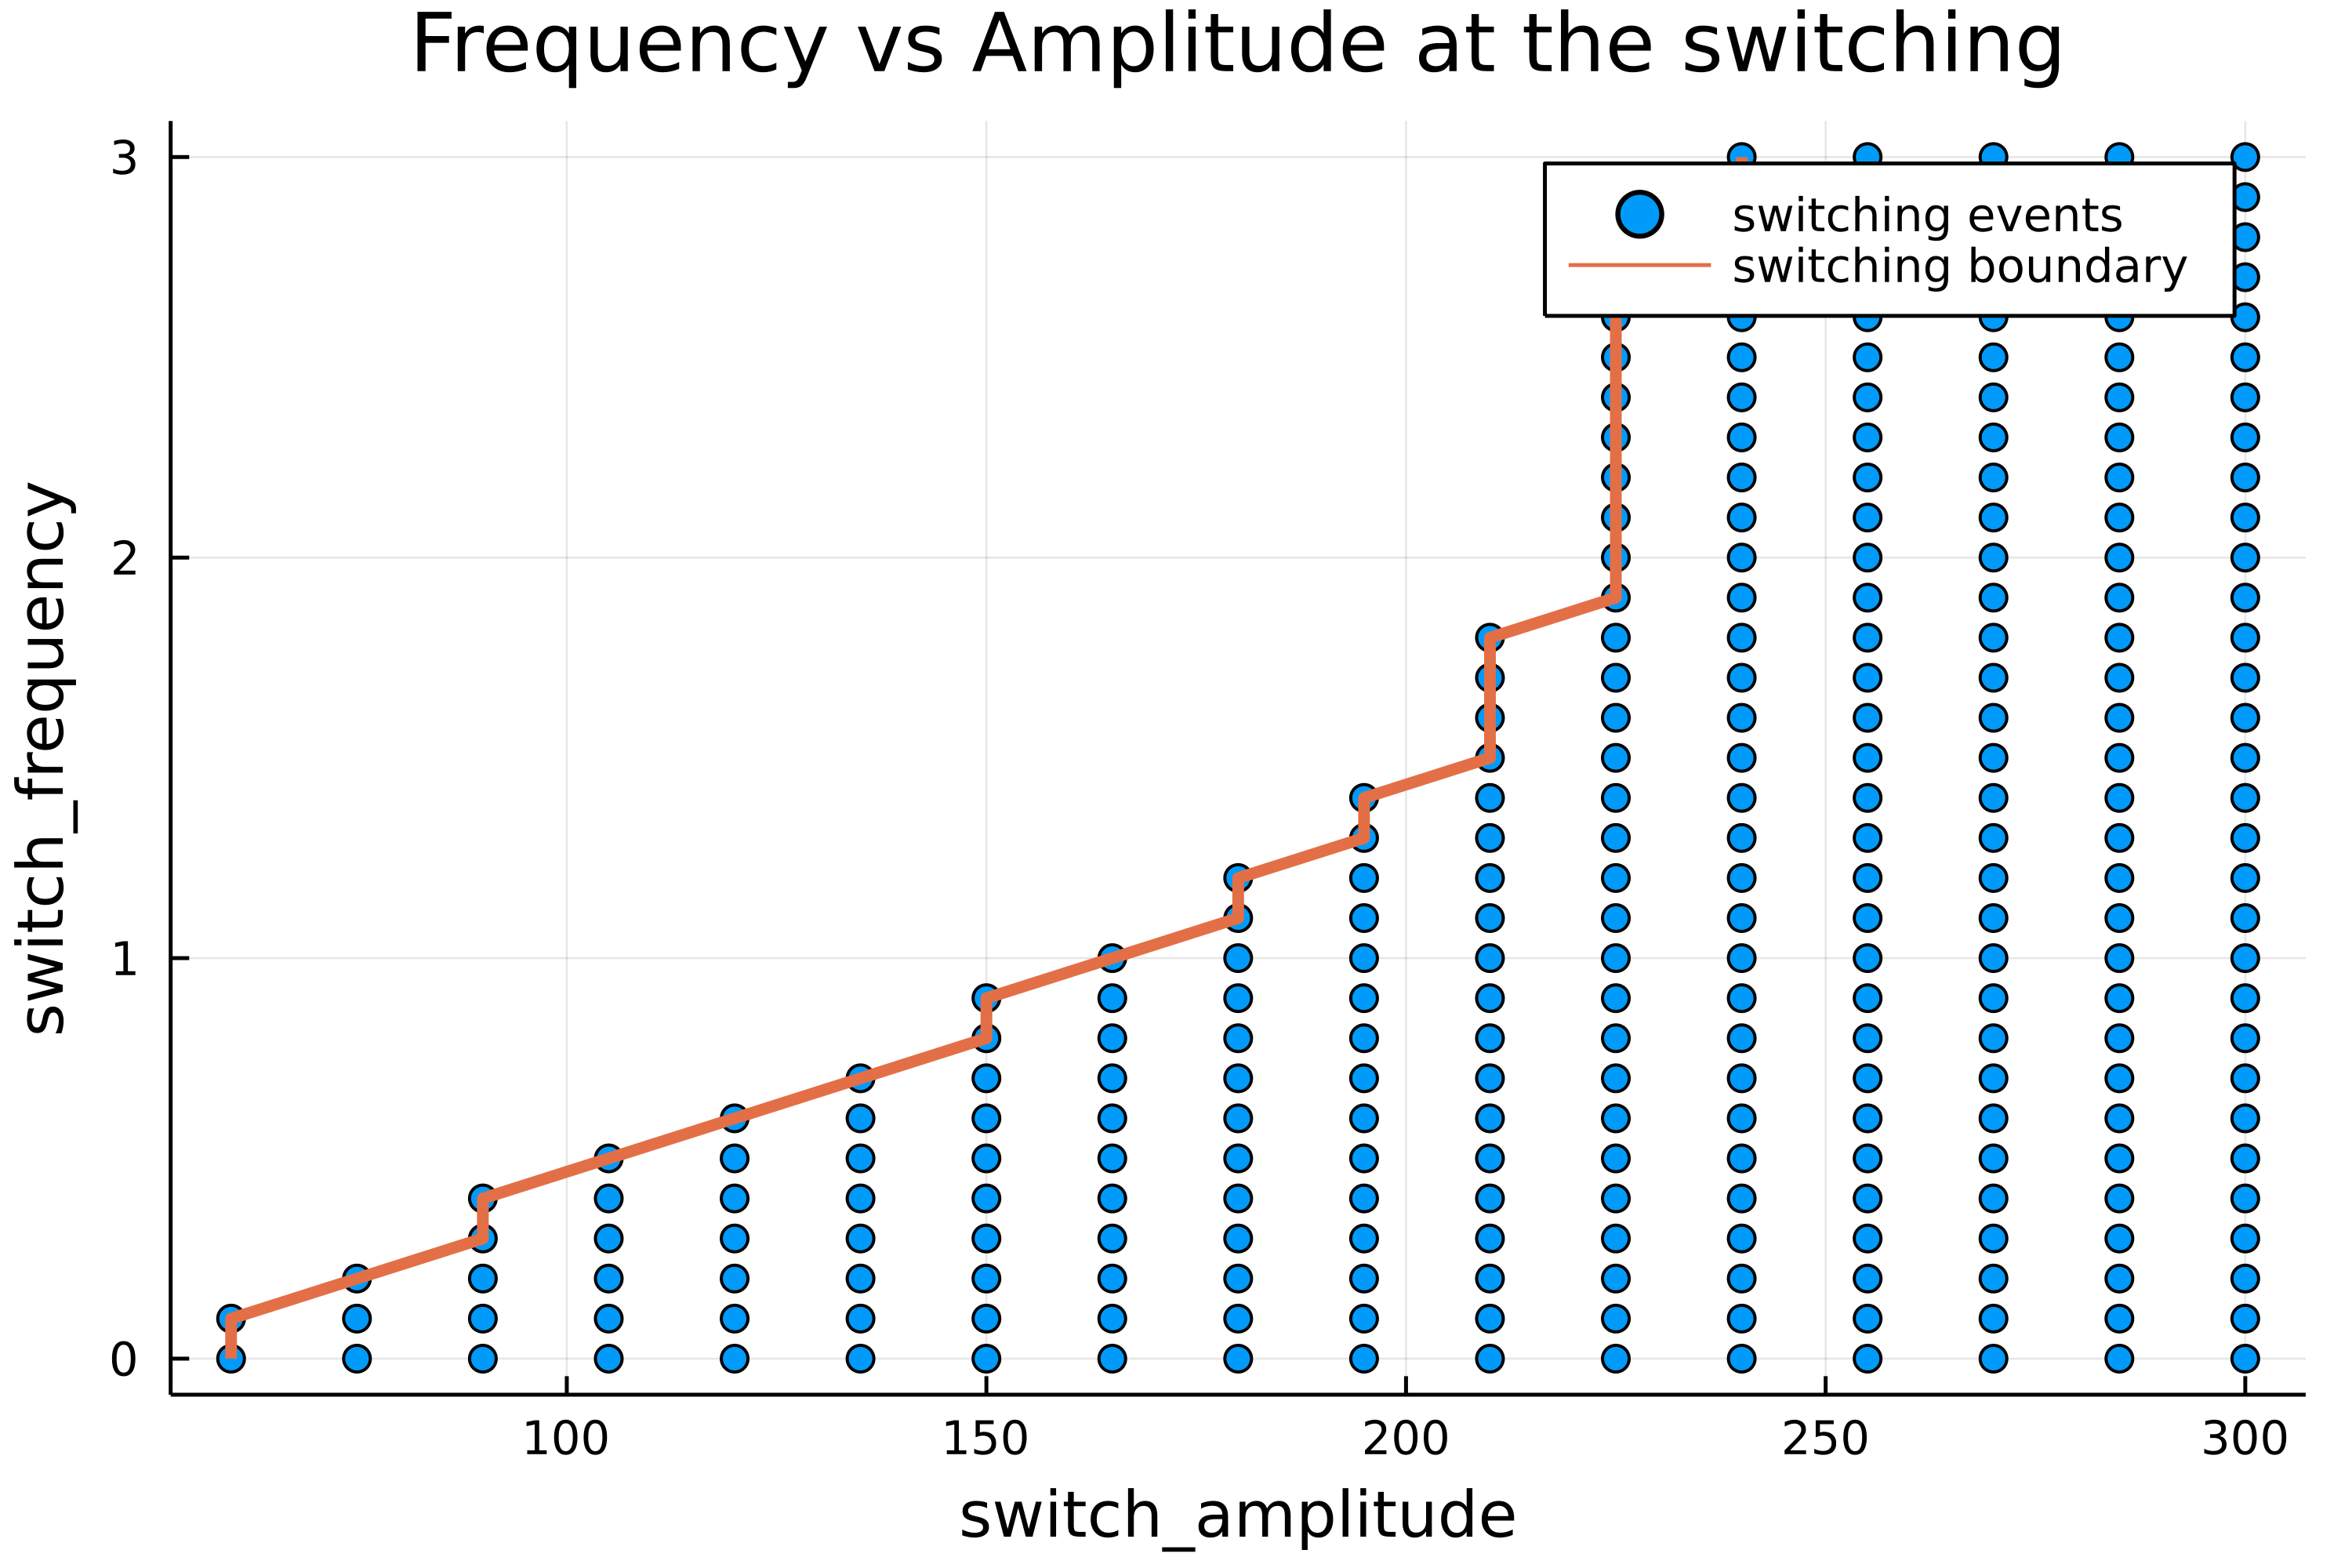 Frequency vs Amplitude at the switching
switching events
switching boundary
switch_frequency
3
2
1
0
100
150
200
250
300
switch_amplitude